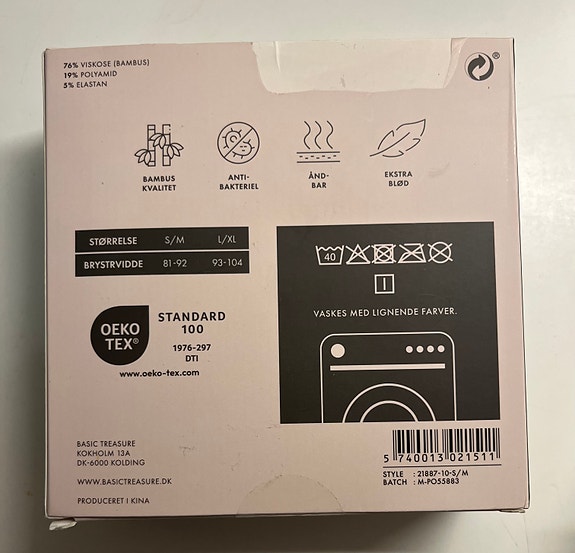 76% VISKOSE (BAMBUS)
19% POLYAMID
5% ELASTAN
®
BAMBUS
KVALITET
ANTI-
BAKTERIEL
ÅND-
BAR
EKSTRA
BLØD
STØRRELSE S/M L/XL
BRYSTRVIDDE 81-92 93-104
40
VASKES MED LIGNENDE FARVER.
OEKO
TEX®
STANDARD
100
1976-297
DTI
www.oeko-tex.com
BASIC TREASURE
KOKHOLM 13A
DK-6000 KOLDING
WWW.BASICTREASURE.DK
PRODUCERET I KINA
5 740013 021511
STYLE : 21887-10-S/M
BATCH : M-PO55883